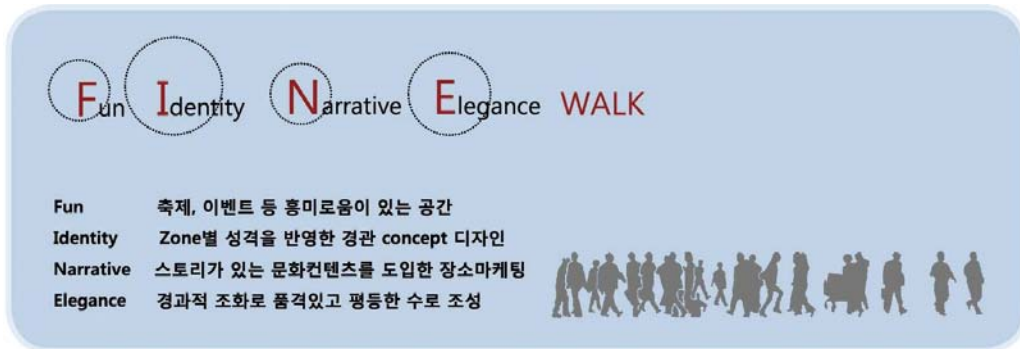 Fun Identity Narrative Elegance WALK
Fun 축제, 이벤트 등 흥미로움이 있는 공간
Identity Zone별 성격을 반영한 경관 concept 디자인
Narrative 스토리가 있는 문화컨텐츠를 도입한 장소마케팅
Elegance 경과적 조화로 품격있고 평등한 수로 조성